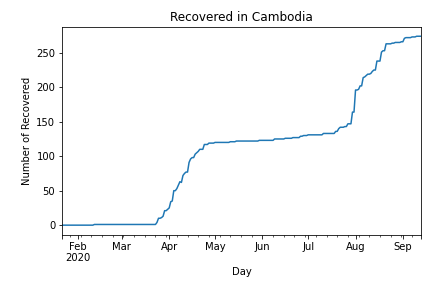 Recovered in Cambodia
Number of Recovered
250
200
150
100
50
0
Feb Mar Apr May Jun Jul Aug Sep
2020
Day